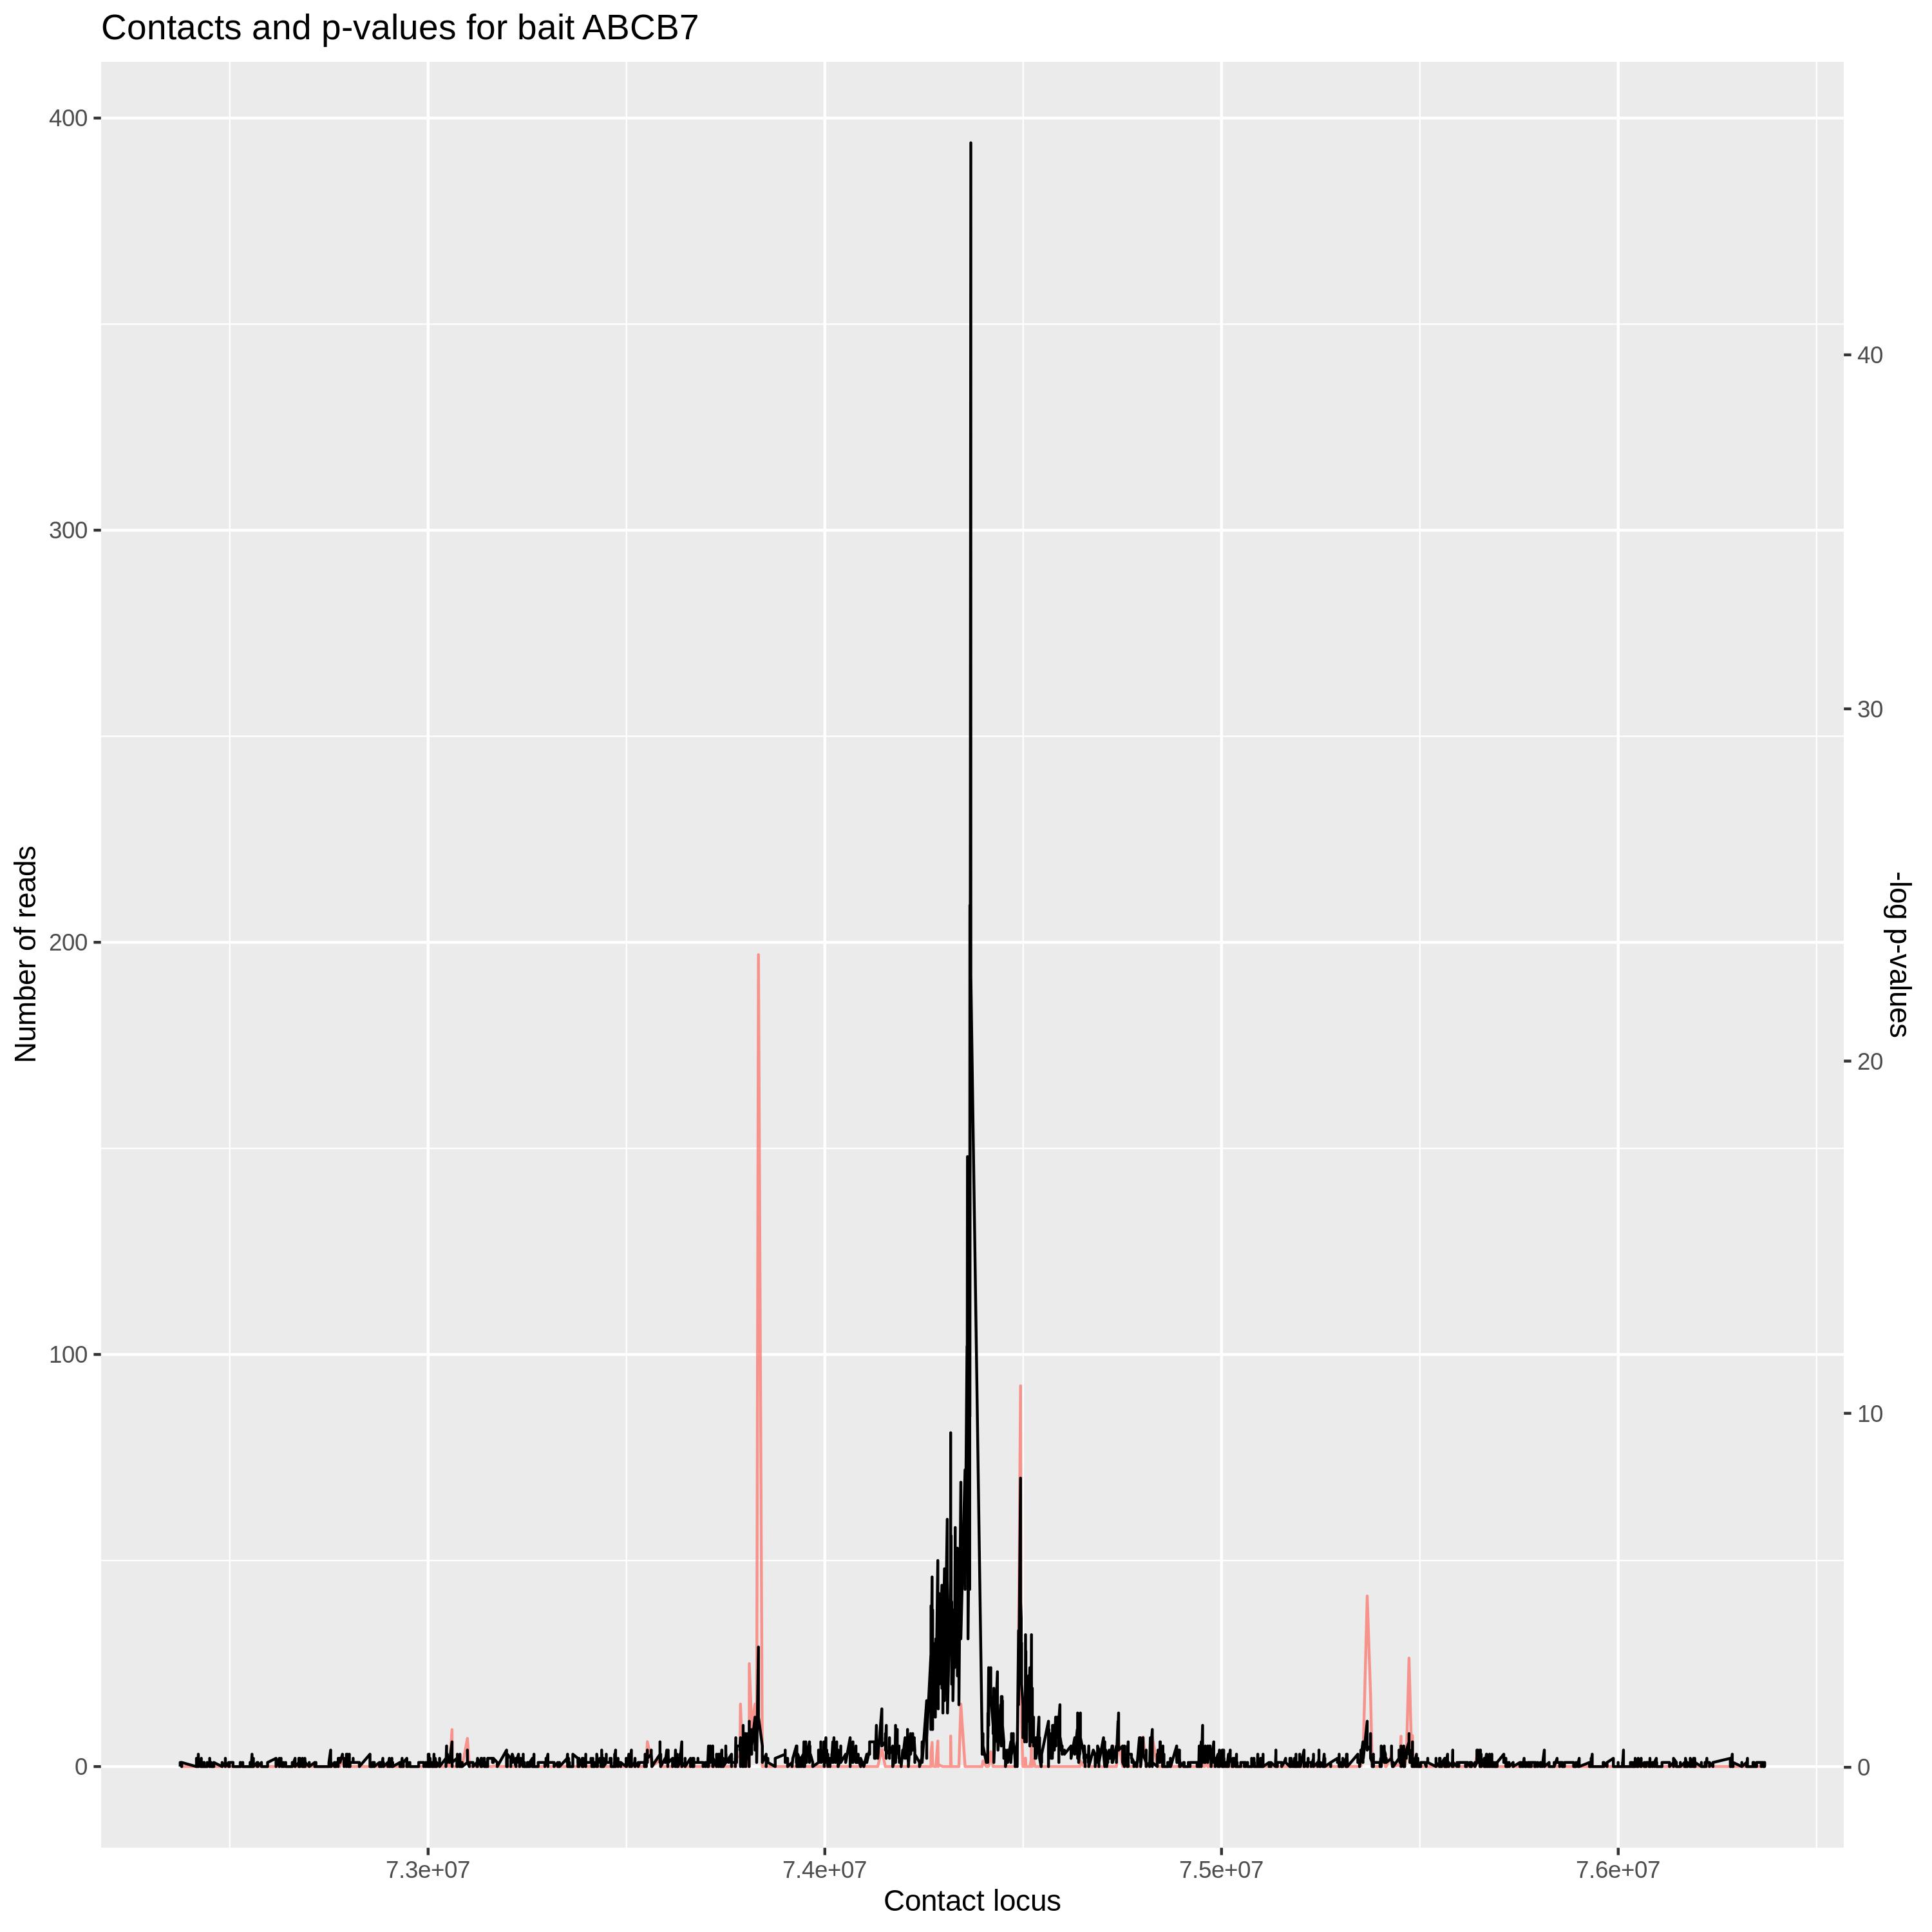 Contacts and p-values for bait ABCB7
400
300
200
100
0
Number of reads
40
30
20
10
0
-log p-values
7.3e+07
7.4e+07
7.5e+07
7.6e+07
Contact locus